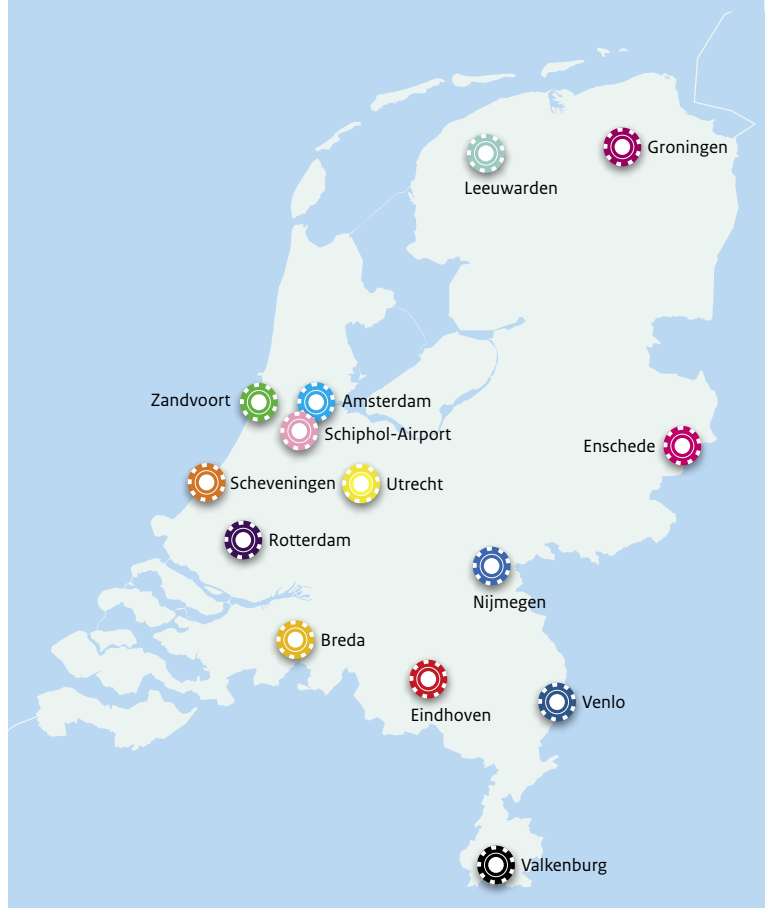 Groningen
Leeuwarden
Zandvoort
Amsterdam
Schiphol-Airport
Enschede
Scheveningen
Utrecht
Rotterdam
Nijmegen
Breda
Eindhoven
Venlo
Valkenburg